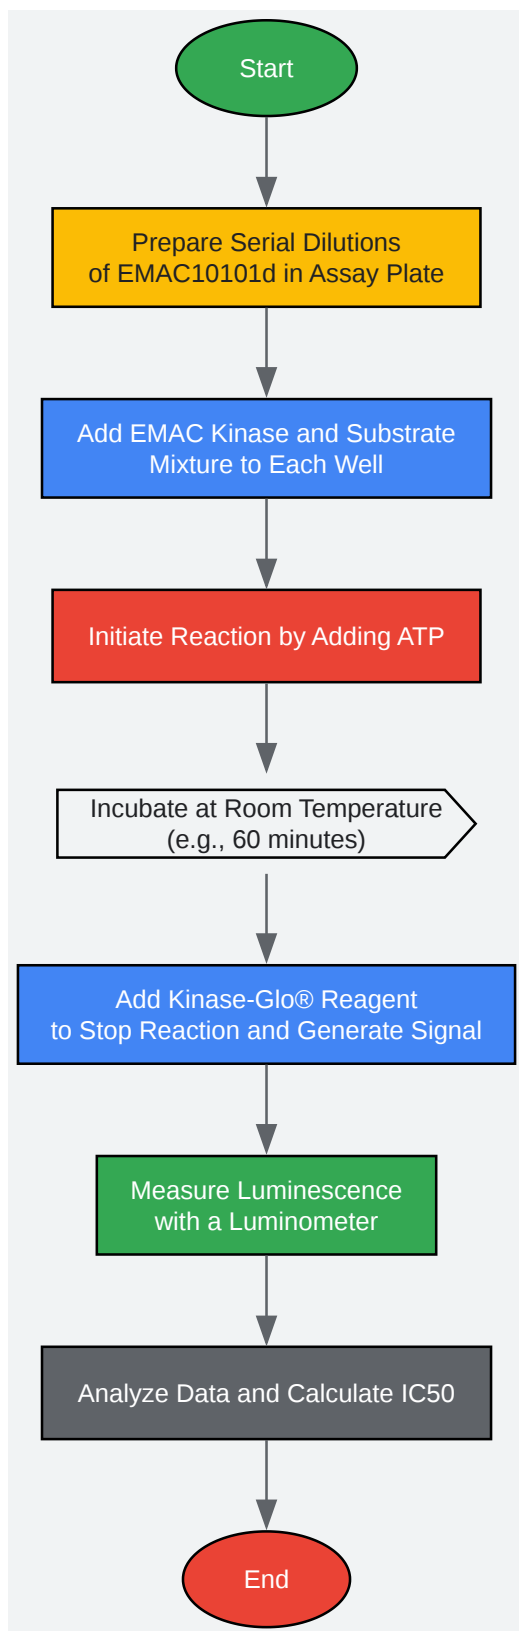 Start
Prepare Serial Dilutions
of EMAC10101d in Assay Plate
Add EMAC Kinase and Substrate
Mixture to Each Well
Initiate Reaction by Adding ATP
Incubate at Room Temperature
(e.g., 60 minutes)
Add Kinase-Glo® Reagent
to Stop Reaction and Generate Signal
Measure Luminescence
with a Luminometer
Analyze Data and Calculate IC50
End